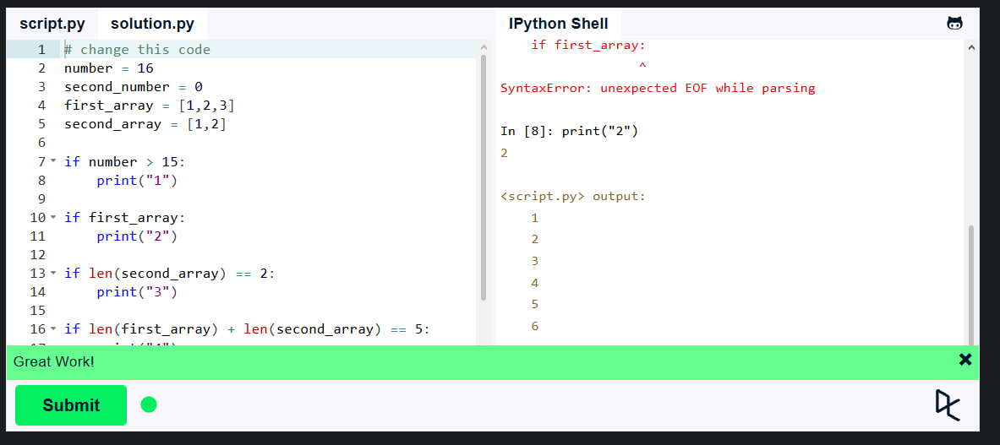 script.py solution.py
1 # change this code
2 number = 16
3 second_number = 0
4 first_array = [1,2,3]
5 second_array = [1,2]
6
7 if number > 15:
8     print("1")
9
10 if first_array:
11     print("2")
12
13 if len(second_array) == 2:
14     print("3")
15
16 if len(first_array) + len(second_array) == 5:
IPython Shell
    if first_array:
                  ^
SyntaxError: unexpected EOF while parsing
In [8]: print("2")
2
<script.py> output:
    1
    2
    3
    4
    5
    6
Great Work!
Submit